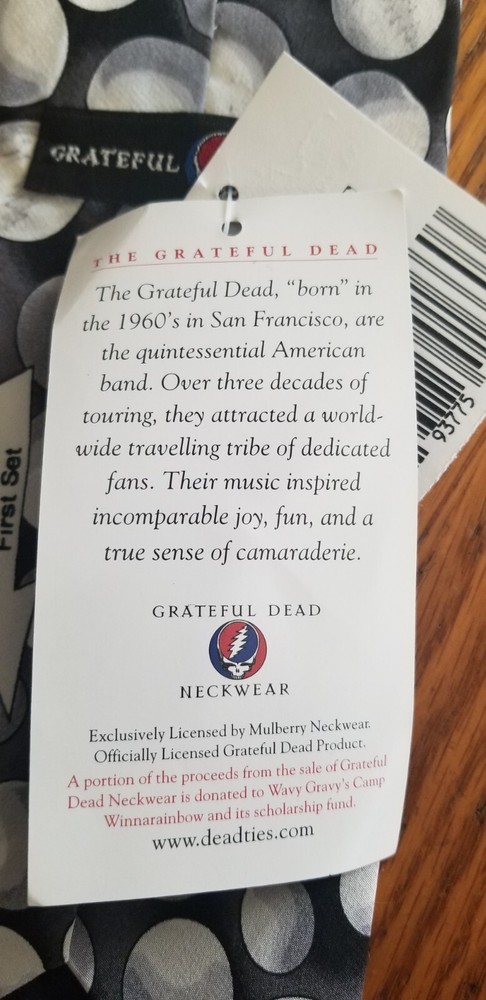 GRATEFUL
THE GRATEFUL DEAD
The Grateful Dead, “born” in
the 1960’s in San Francisco, are
the quintessential American
band. Over three decades of
touring, they attracted a world-
wide travelling tribe of dedicated
fans. Their music inspired
incomparable joy, fun, and a
true sense of camaraderie.
GRATEFUL DEAD
NECKWEAR
Exclusively Licensed by Mulberry Neckwear.
Officially Licensed Grateful Dead Product.
A portion of the proceeds from the sale of Grateful
Dead Neckwear is donated to Wavy Gravy’s Camp
Winnarainbow and its scholarship fund.
www.deadties.com
First Set
93775